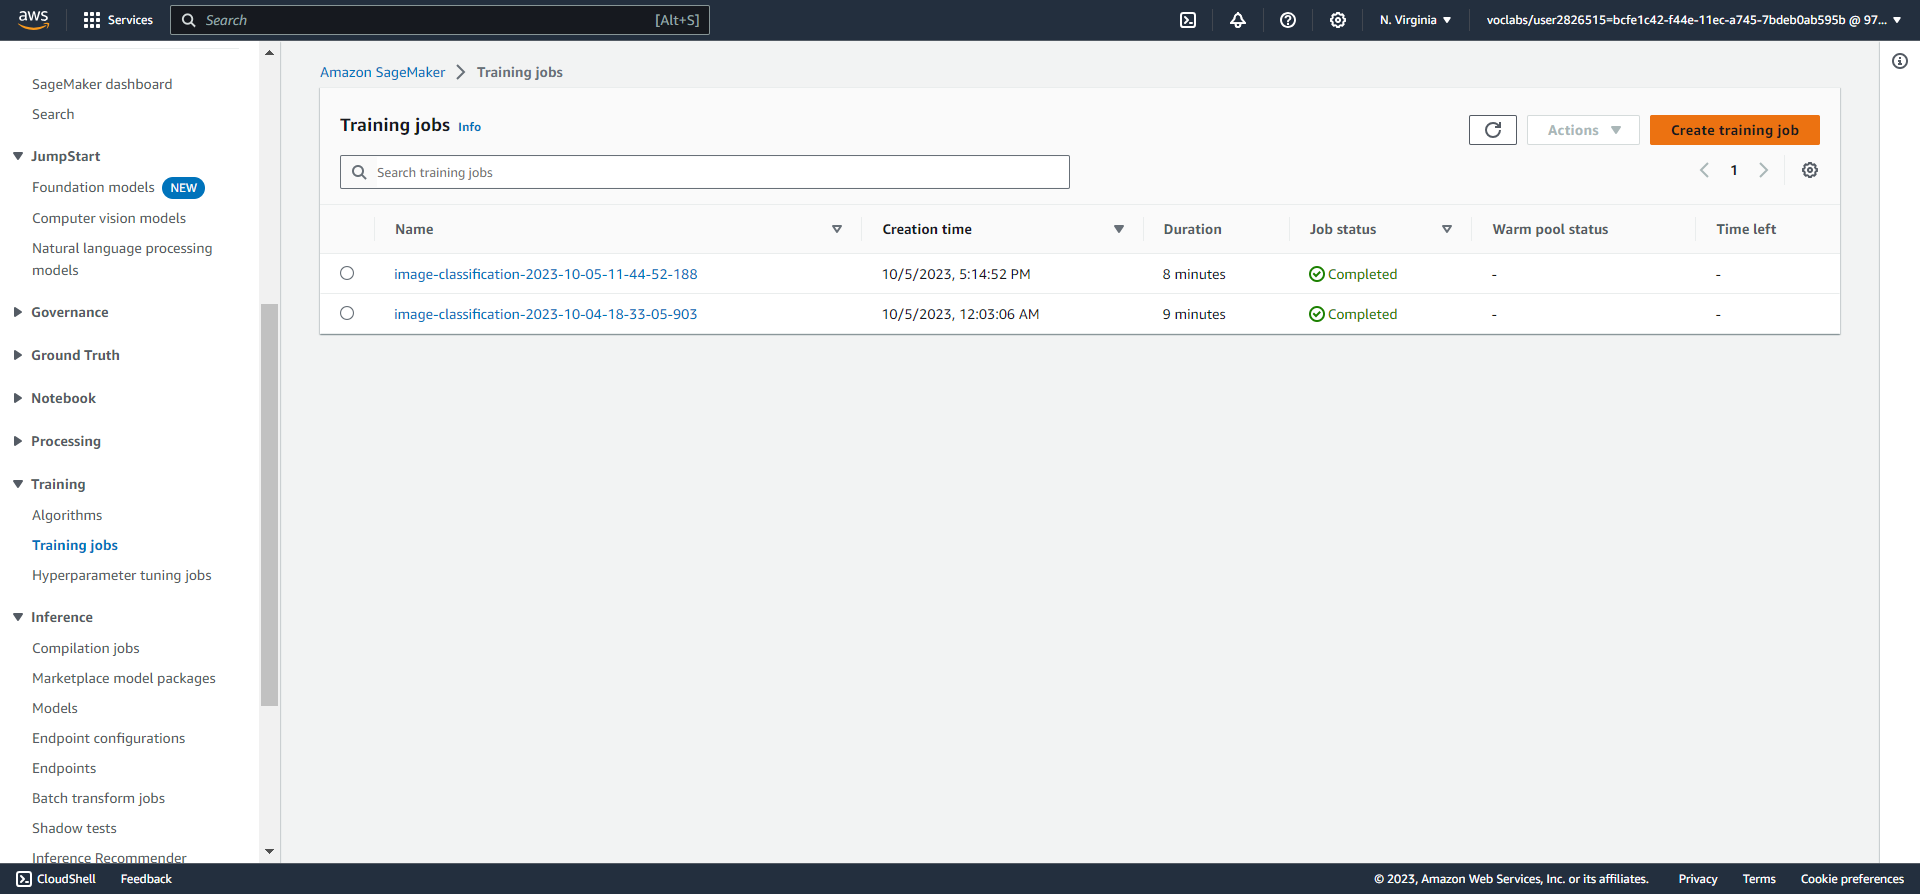 aws
Services
Search
[Alt+S]
N. Virginia
voclabs/user2826515=bcfe1c42-f44e-11ec-a745-7bdeb0ab595b @ 97...
SageMaker dashboard
Search
JumpStart
Foundation models NEW
Computer vision models
Natural language processing
models
Governance
Ground Truth
Notebook
Processing
Training
Algorithms
Training jobs
Hyperparameter tuning jobs
Inference
Compilation jobs
Marketplace model packages
Models
Endpoint configurations
Endpoints
Batch transform jobs
Shadow tests
Inference Recommender
Amazon SageMaker > Training jobs
Training jobs Info
Actions
Create training job
Search training jobs
1
Name Creation time Duration Job status Warm pool status Time left
image-classification-2023-10-05-11-44-52-188 10/5/2023, 5:14:52 PM 8 minutes Completed - -
image-classification-2023-10-04-18-33-05-903 10/5/2023, 12:03:06 AM 9 minutes Completed - -
CloudShell Feedback © 2023, Amazon Web Services, Inc. or its affiliates. Privacy Terms Cookie preferences